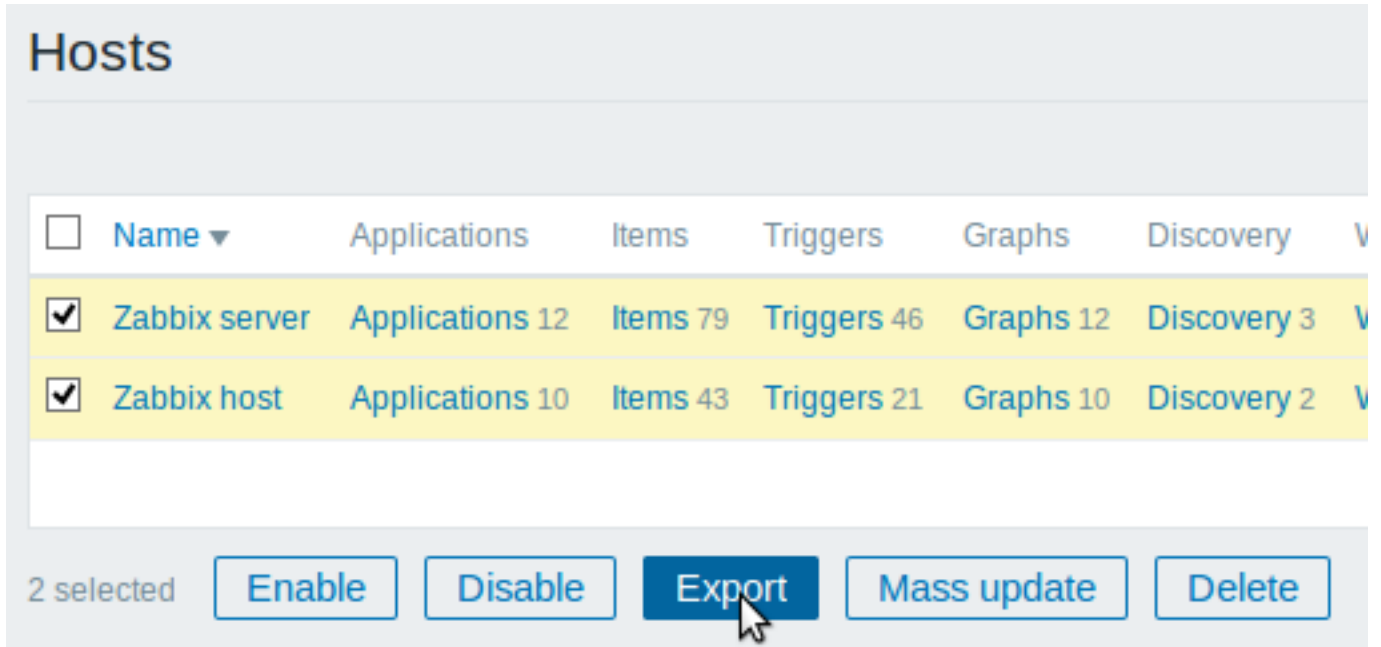 Hosts
Name Applications Items Triggers Graphs Discovery
Zabbix server Applications 12 Items 79 Triggers 46 Graphs 12 Discovery 3
Zabbix host Applications 10 Items 43 Triggers 21 Graphs 10 Discovery 2
2 selected Enable Disable Export Mass update Delete